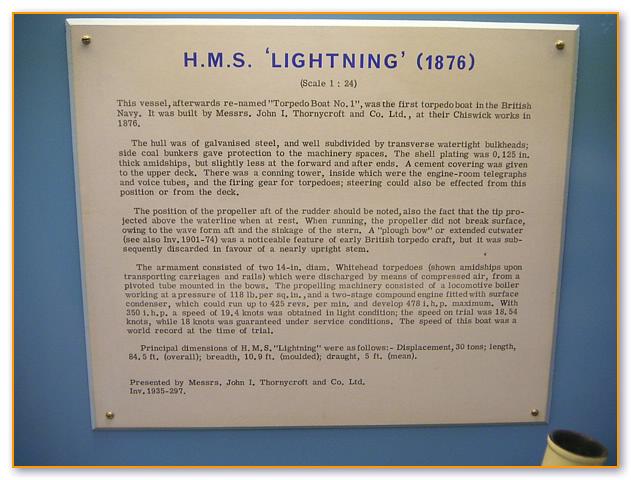 H.M.S. 'LIGHTNING' (1876)
(Scale 1 : 24)
This vessel, afterwards re-named "Torpedo Boat No. 1", was the first torpedo boat in the British
Navy. It was built by Messrs. John I. Thornycroft and Co. Ltd., at their Chiswick works in
1876.
The hull was of galvanised steel, and well subdivided by transverse watertight bulkheads;
side coal bunkers gave protection to the machinery spaces. The shell plating was 0.125 in.
thick amidships, but slightly less at the forward and after ends. A cement covering was given
to the upper deck. There was a conning tower, inside which were the engine-room telegraphs
and voice tubes, and the firing gear for torpedoes; steering could also be effected from this
position or from the deck.
The position of the propeller aft of the rudder should be noted, also the fact that the tip pro-
jected above the waterline when at rest. When running, the propeller did not break surface,
owing to the wave form aft and the sinkage of the stern. A "plough bow" or extended cutwater
(see also Inv. 1901-74) was a noticeable feature of early British torpedo craft, but it was sub-
sequently discarded in favour of a nearly upright stem.
The armament consisted of two 14-in. diam. Whitehead torpedoes (shown amidships upon
transporting carriages and rails) which were discharged by means of compressed air, from a
pivoted tube mounted in the bows. The propelling machinery consisted of a locomotive boiler
working at a pressure of 118 lb. per sq. in., and a two-stage compound engine fitted with surface
condenser, which could run up to 425 revs. per min. and develop 478 i.h.p. maximum. With
350 i.h.p. a speed of 19.4 knots was obtained in light condition; the speed on trial was 18.54
knots, while 18 knots was guaranteed under service conditions. The speed of this boat was a
world record at the time of trial.
Principal dimensions of H.M.S. "Lightning" were as follows:- Displacement, 30 tons; length,
84.5 ft. (overall); breadth, 10.9 ft. (moulded); draught, 5 ft. (mean).
Presented by Messrs. John I. Thornycroft and Co. Ltd.
Inv. 1935-297.